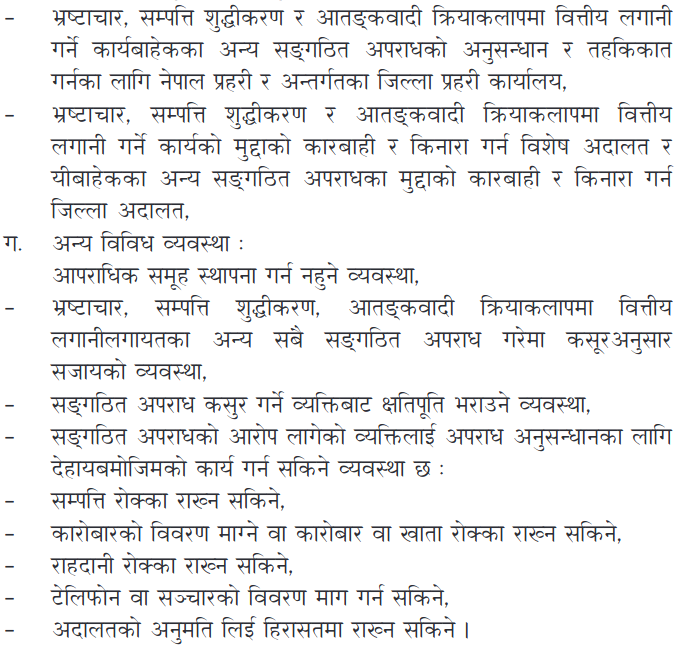 – भ्रष्टाचार, सम्पत्ति शुद्धीकरण र आतङ्कवादी क्रियाकलापमा वित्तीय लगानी
गर्ने कार्यबाहेकका अन्य सङ्गठित अपराधको अनुसन्धान र तहकिकात
गर्नका लागि नेपाल प्रहरी र अन्तर्गतका जिल्ला प्रहरी कार्यालय,
– भ्रष्टाचार, सम्पत्ति शुद्धीकरण र आतङ्कवादी क्रियाकलापमा वित्तीय
लगानी गर्ने कार्यको मुद्दाको कारबाही र किनारा गर्न विशेष अदालत र
यीबाहेकका अन्य सङ्गठित अपराधका मुद्दाको कारबाही र किनारा गर्न
जिल्ला अदालत,
ग. अन्य विविध व्यवस्था :
आपराधिक समूह स्थापना गर्न नहुने व्यवस्था,
– भ्रष्टाचार, सम्पत्ति शुद्धीकरण, आतङ्कवादी क्रियाकलापमा वित्तीय
लगानीलगायतका अन्य सबै सङ्गठित अपराध गरेमा कसूरअनुसार
सजायको व्यवस्था,
– सङ्गठित अपराध कसुर गर्ने व्यक्तिबाट क्षतिपूति भराउने व्यवस्था,
– सङ्गठित अपराधको आरोप लागेको व्यक्तिलाई अपराध अनुसन्धानका लागि
देहायबमोजिमको कार्य गर्न सकिने व्यवस्था छ :
– सम्पत्ति रोक्का राख्न सकिने,
– कारोबारको विवरण माग्ने वा कारोबार वा खाता रोक्का राख्न सकिने,
– राहदानी रोक्का राख्न सकिने,
– टेलिफोन वा सञ्चारको विवरण माग गर्न सकिने,
– अदालतको अनुमति लिई हिरासतमा राख्न सकिने ।